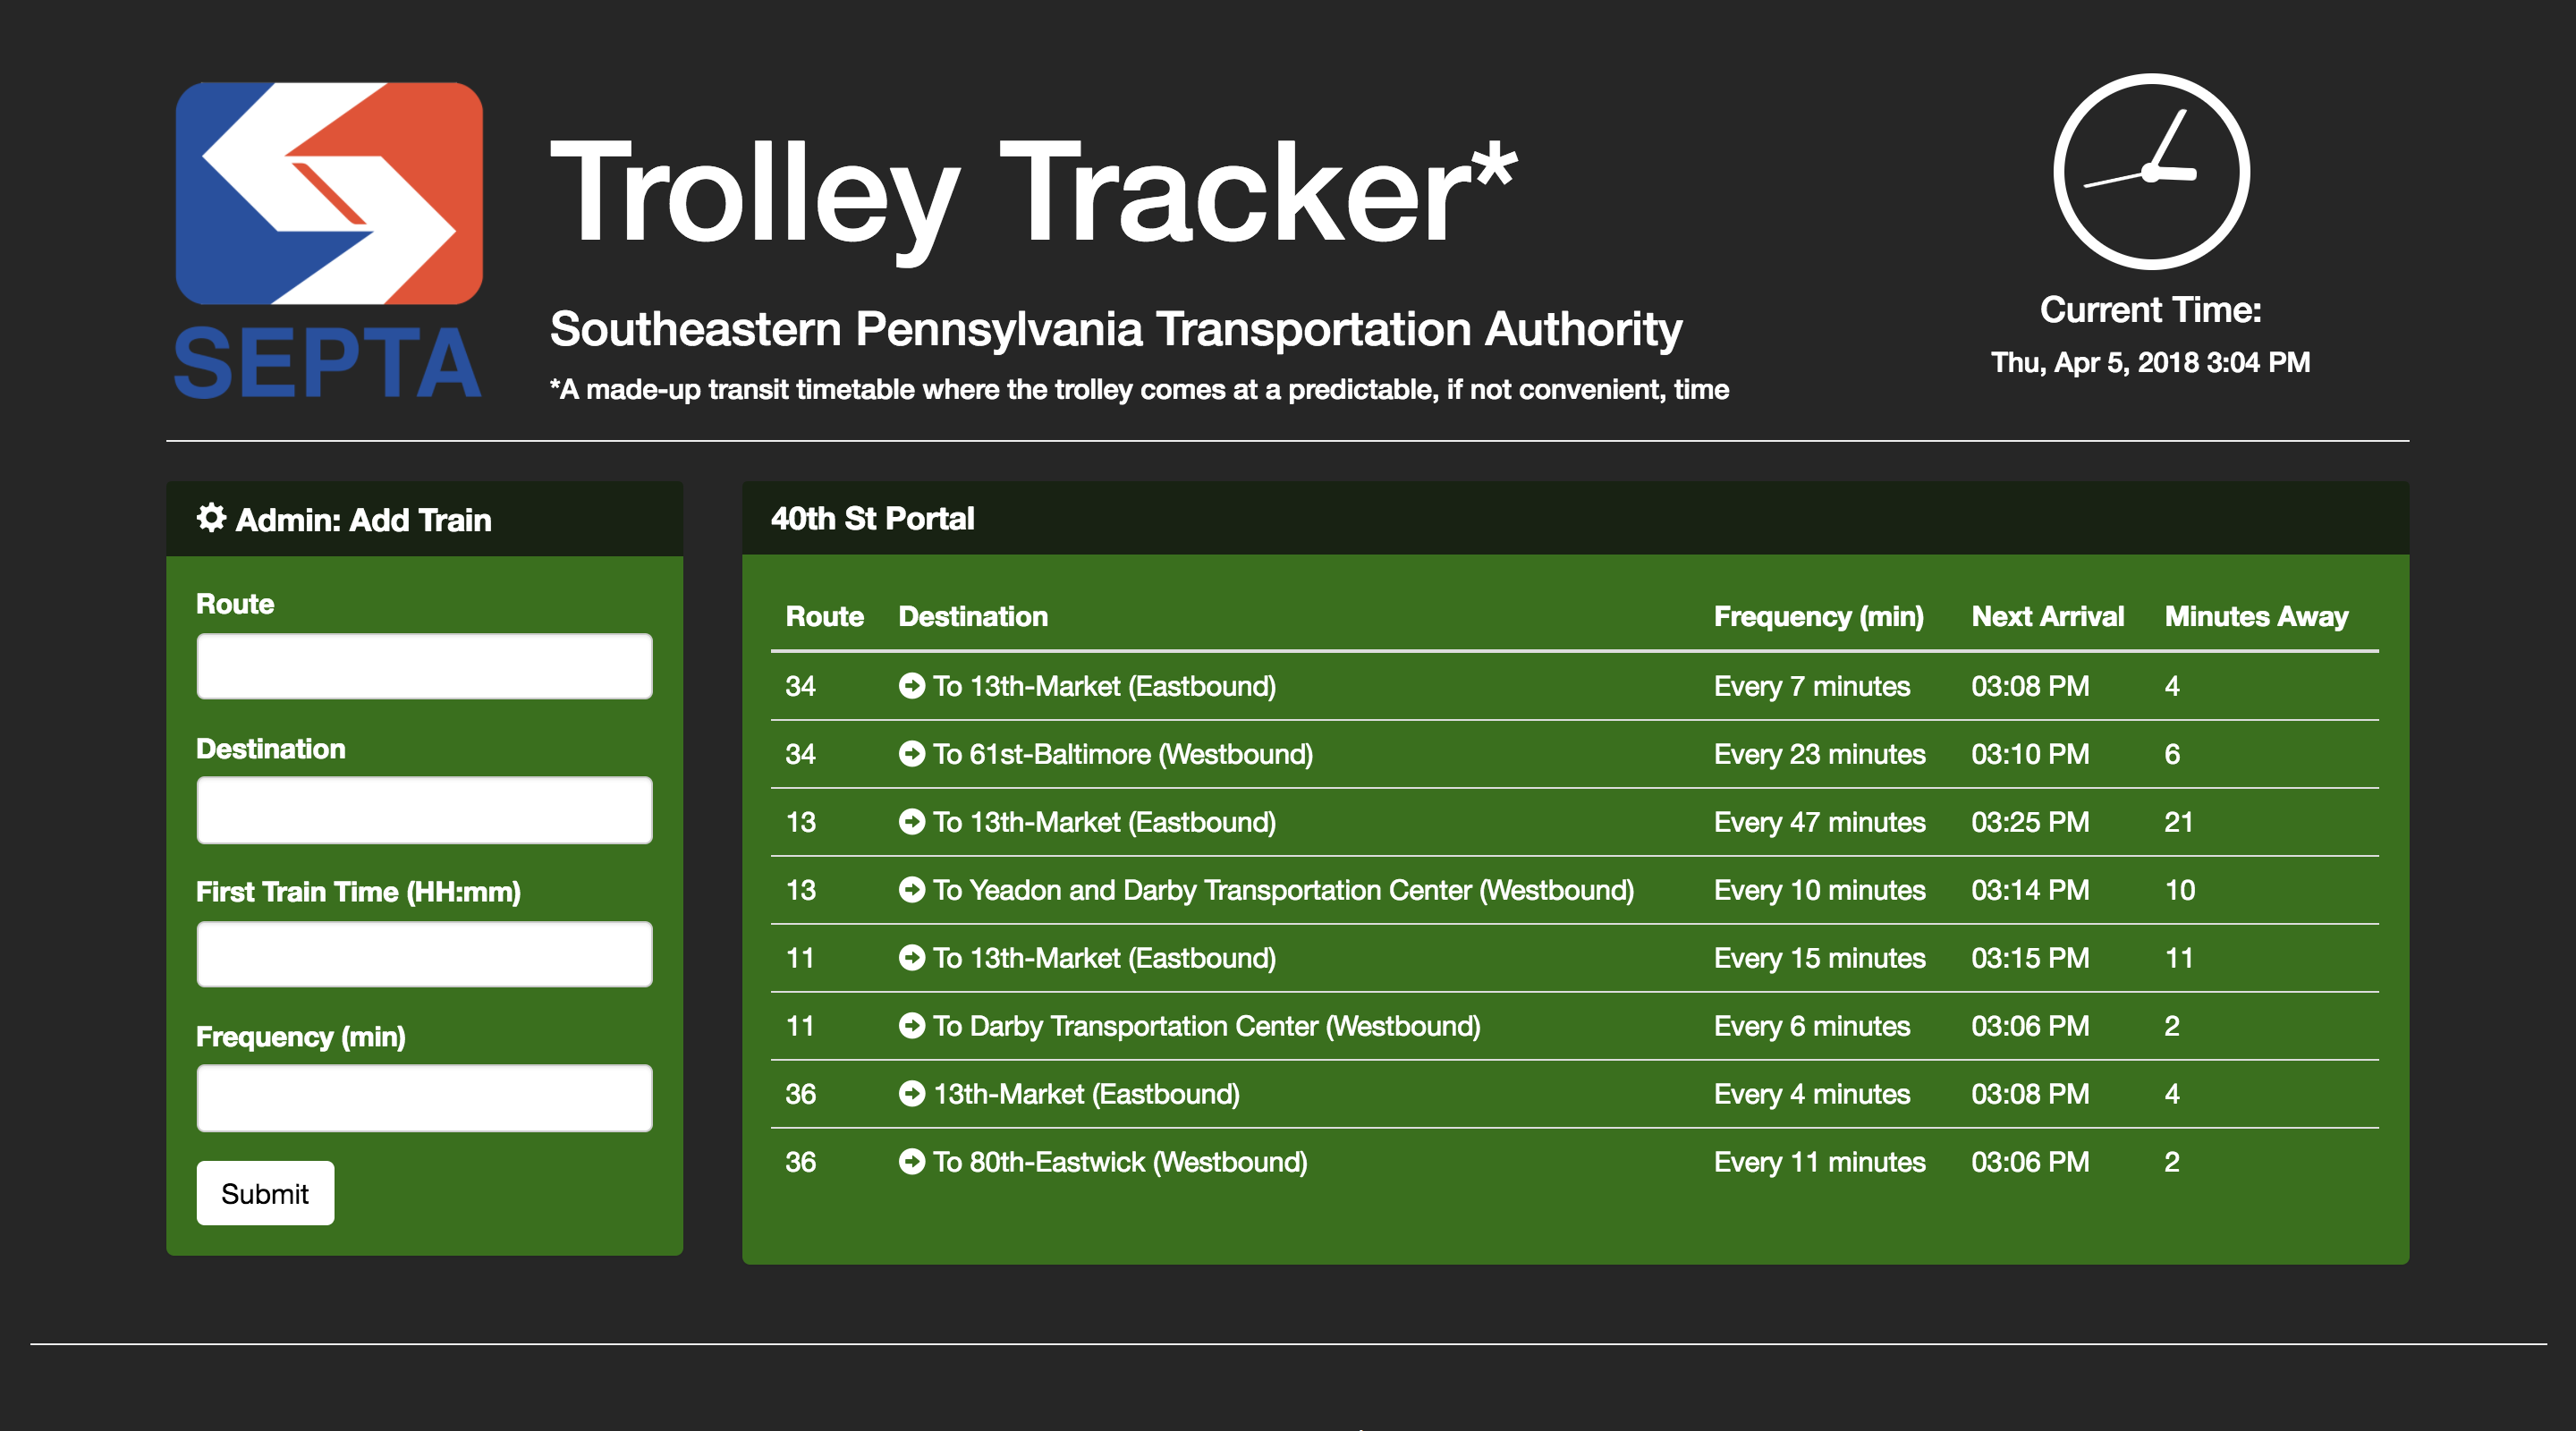 SEPTA
Trolley Tracker*
Southeastern Pennsylvania Transportation Authority
*A made-up transit timetable where the trolley comes at a predictable, if not convenient, time
Current Time:
Thu, Apr 5, 2018 3:04 PM
Admin: Add Train
Route
Destination
First Train Time (HH:mm)
Frequency (min)
Submit
40th St Portal
Route Destination Frequency (min) Next Arrival Minutes Away
34 To 13th-Market (Eastbound) Every 7 minutes 03:08 PM 4
34 To 61st-Baltimore (Westbound) Every 23 minutes 03:10 PM 6
13 To 13th-Market (Eastbound) Every 47 minutes 03:25 PM 21
13 To Yeadon and Darby Transportation Center (Westbound) Every 10 minutes 03:14 PM 10
11 To 13th-Market (Eastbound) Every 15 minutes 03:15 PM 11
11 To Darby Transportation Center (Westbound) Every 6 minutes 03:06 PM 2
36 13th-Market (Eastbound) Every 4 minutes 03:08 PM 4
36 To 80th-Eastwick (Westbound) Every 11 minutes 03:06 PM 2